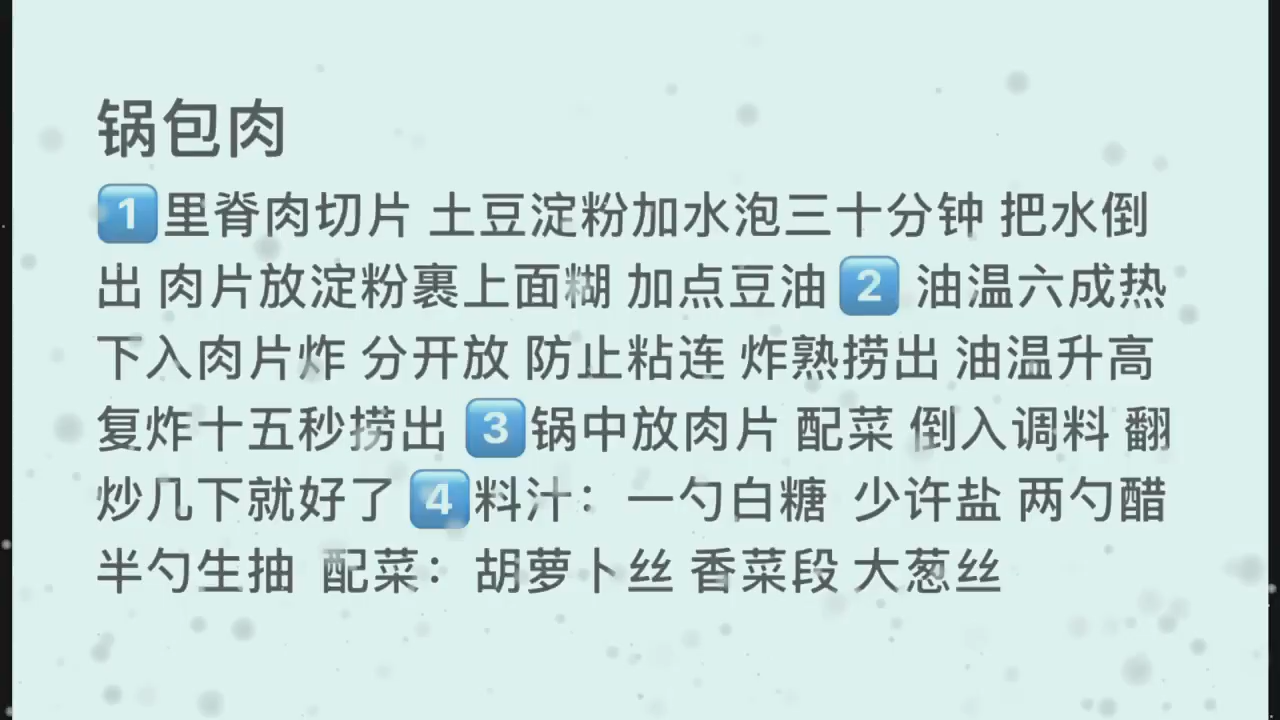 锅包肉
1️⃣里脊肉切片 土豆淀粉加水泡三十分钟 把水倒
出 肉片放淀粉裹上面糊 加点豆油 2️⃣ 油温六成热
下入肉片炸 分开放 防止粘连 炸熟捞出 油温升高
复炸十五秒捞出 3️⃣锅中放肉片 配菜 倒入调料 翻
炒几下就好了 4️⃣料汁：一勺白糖 少许盐 两勺醋
半勺生抽 配菜：胡萝卜丝 香菜段 大葱丝